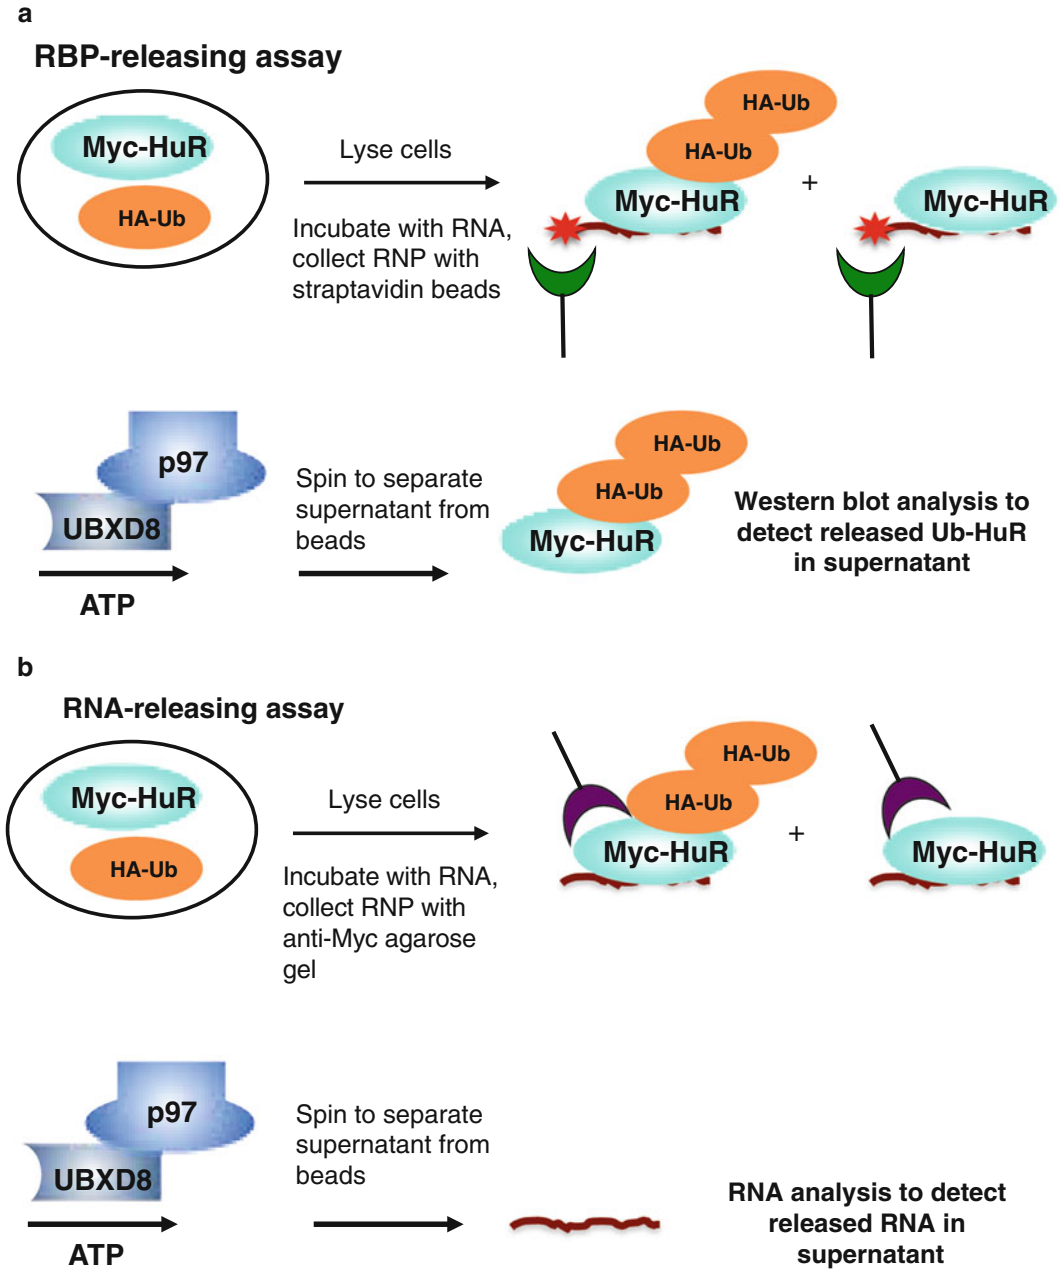 a
RBP-releasing assay
Myc-HuR
HA-Ub
Lyse cells
Incubate with RNA,
collect RNP with
straptavidin beads
HA-Ub
HA-Ub
Myc-HuR
+
Myc-HuR
p97
UBXD8
ATP
Spin to separate
supernatant from
beads
HA-Ub
HA-Ub
Myc-HuR
Western blot analysis to
detect released Ub-HuR
in supernatant
b
RNA-releasing assay
Myc-HuR
HA-Ub
Lyse cells
Incubate with RNA,
collect RNP with
anti-Myc agarose
gel
HA-Ub
HA-Ub
Myc-HuR
+
Myc-HuR
p97
UBXD8
ATP
Spin to separate
supernatant from
beads
RNA analysis to detect
released RNA in
supernatant